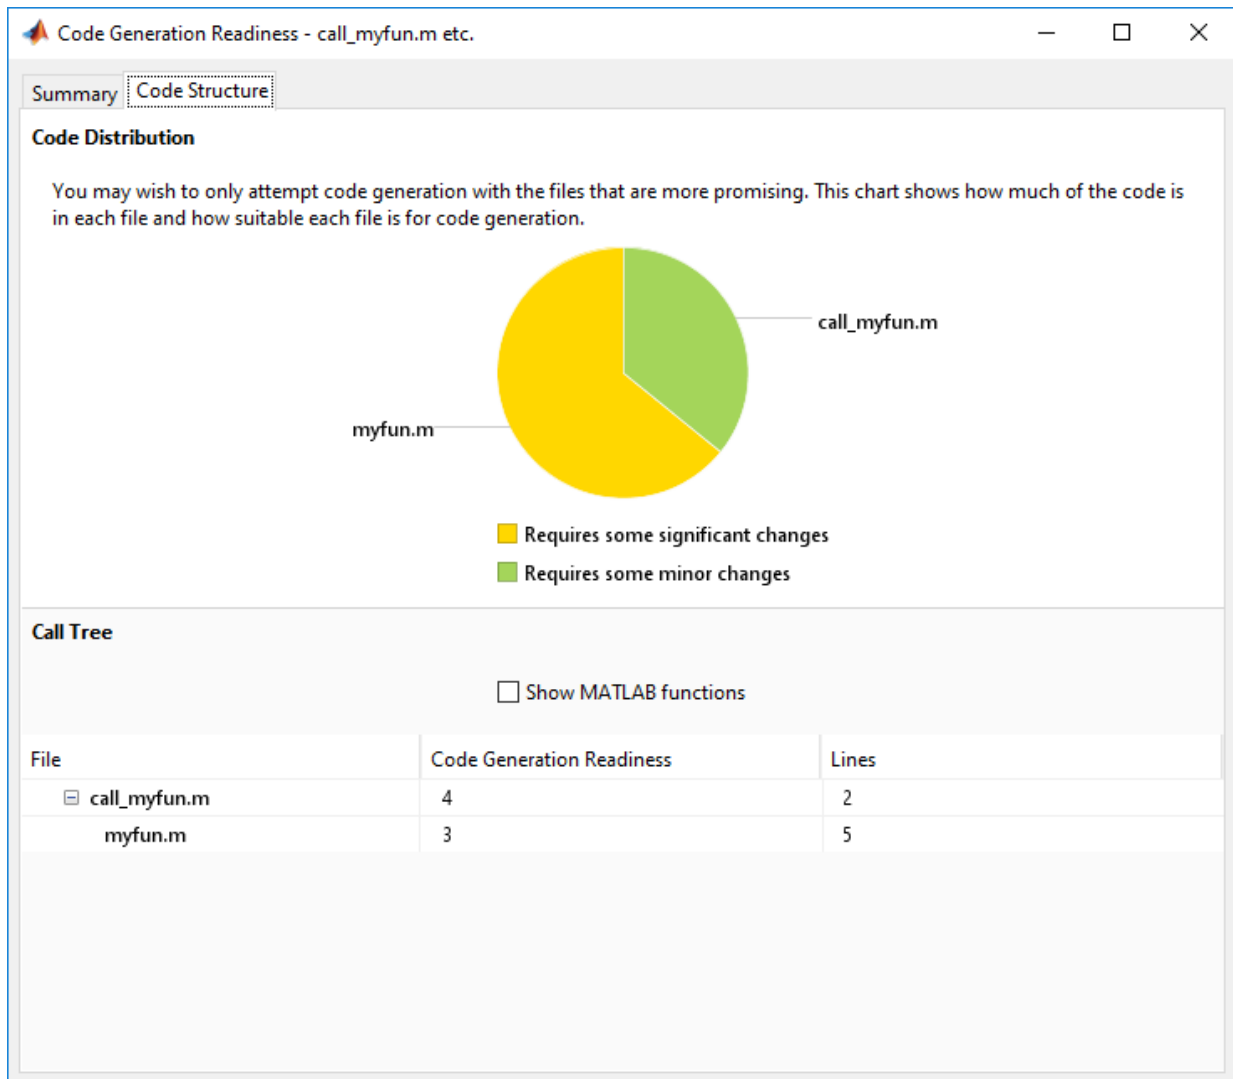 Code Generation Readiness - call_myfun.m etc.
Summary
Code Structure
Code Distribution
You may wish to only attempt code generation with the files that are more promising. This chart shows how much of the code is
in each file and how suitable each file is for code generation.
call_myfun.m
myfun.m
Requires some significant changes
Requires some minor changes
Call Tree
Show MATLAB functions
File Code Generation Readiness Lines
call_myfun.m 4 2
myfun.m 3 5